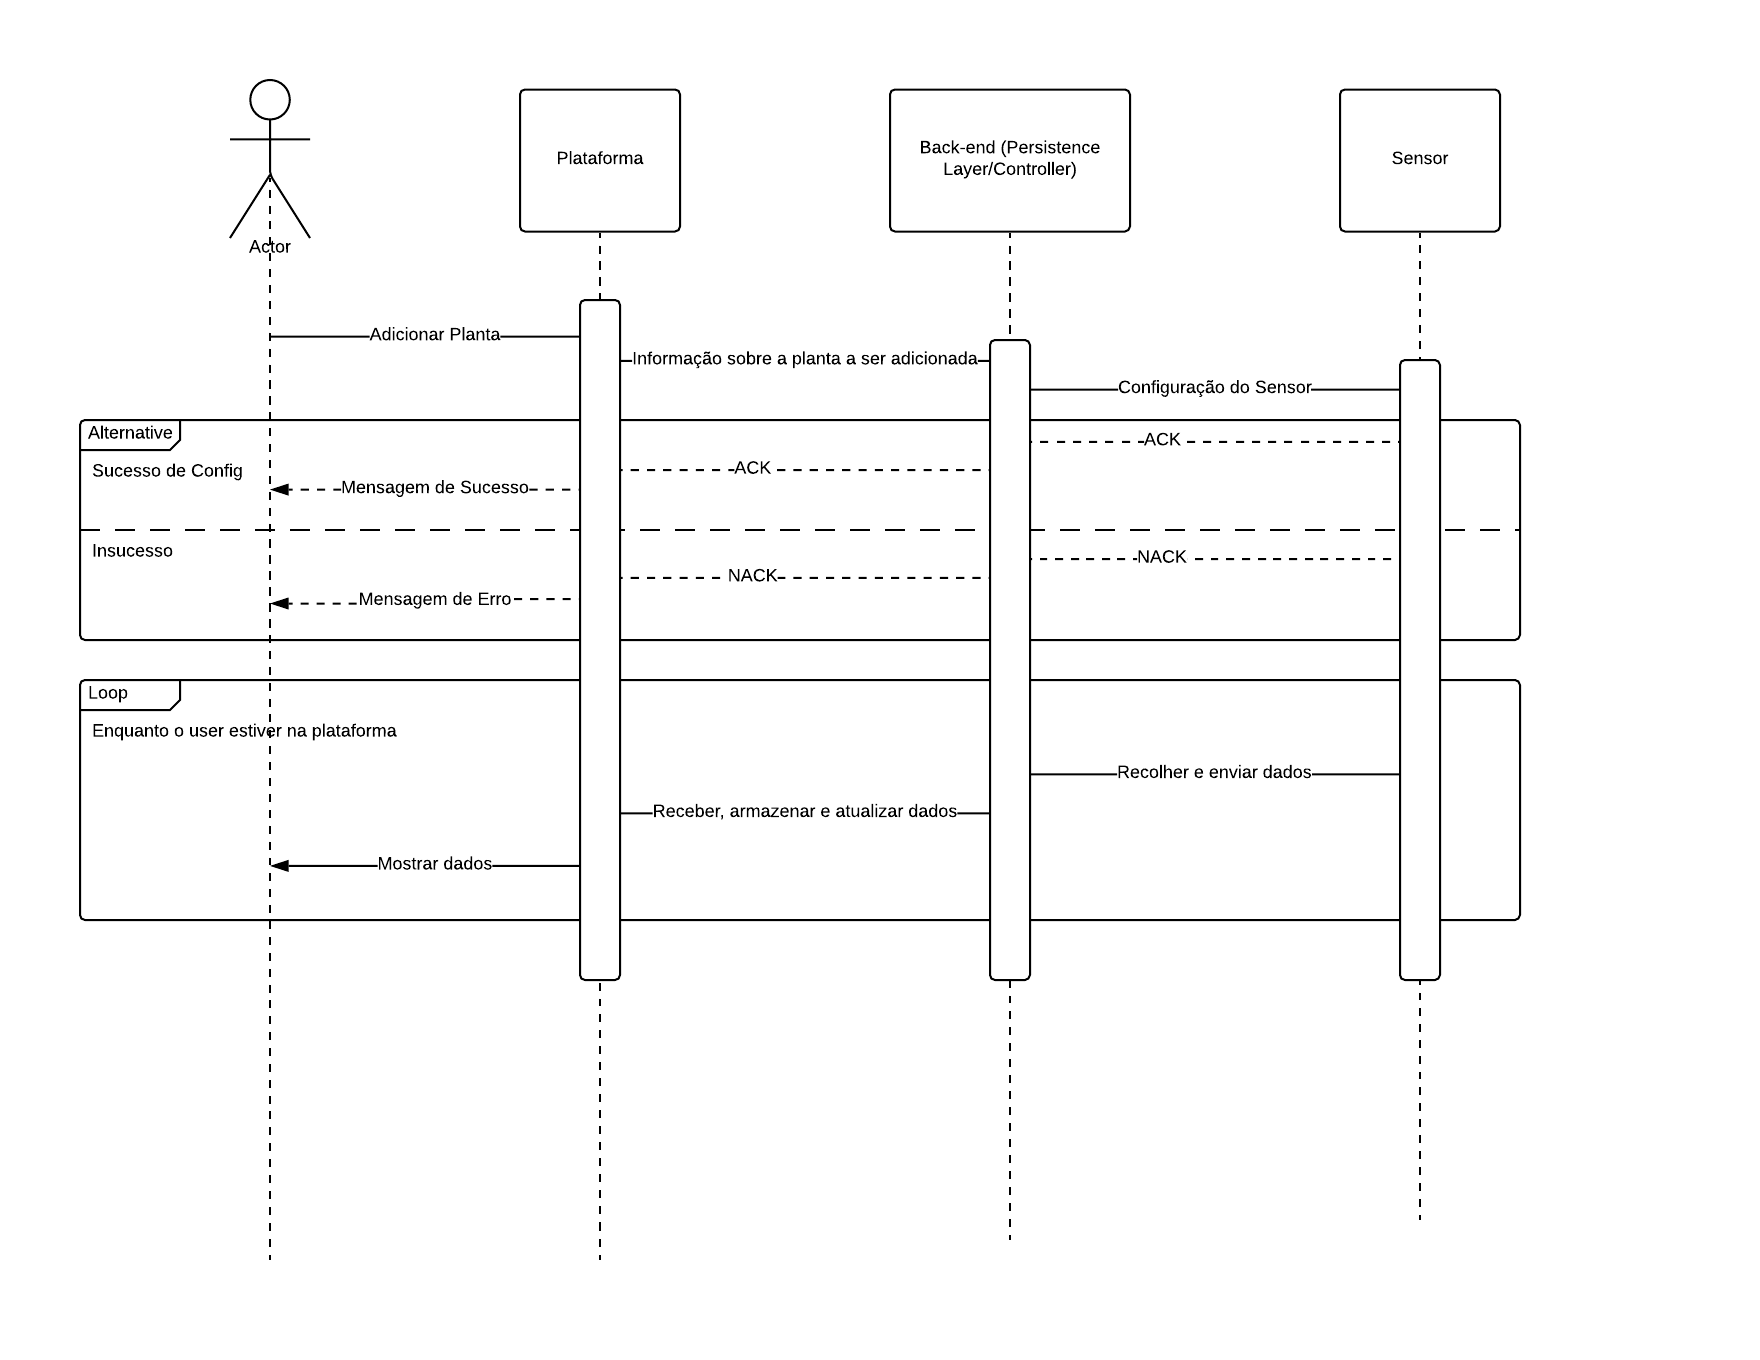 Plataforma
Back-end (Persistence
Layer/Controller)
Sensor
Actor
Adicionar Planta
Informação sobre a planta a ser adicionada
Configuração do Sensor
Alternative
ACK
Sucesso de Config
ACK
Mensagem de Sucesso
Insucesso
NACK
NACK
Mensagem de Erro
Loop
Enquanto o user estiver na plataforma
Recolher e enviar dados
Receber, armazenar e atualizar dados
Mostrar dados